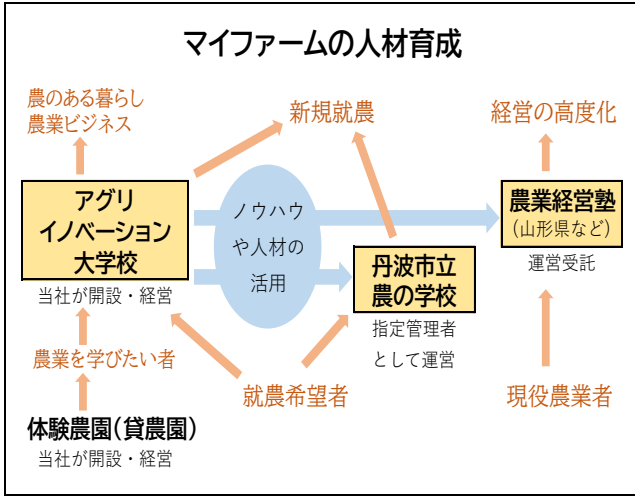 マイファームの人材育成
農のある暮らし
農業ビジネス
新規就農
経営の高度化
アグリ
イノベーション
大学校
当社が開設・経営
ノウハウ
や人材の
活用
丹波市立
農の学校
指定管理者
として運営
農業経営塾
(山形県など)
運営受託
農業を学びたい者
就農希望者
現役農業者
体験農園(貸農園)
当社が開設・経営